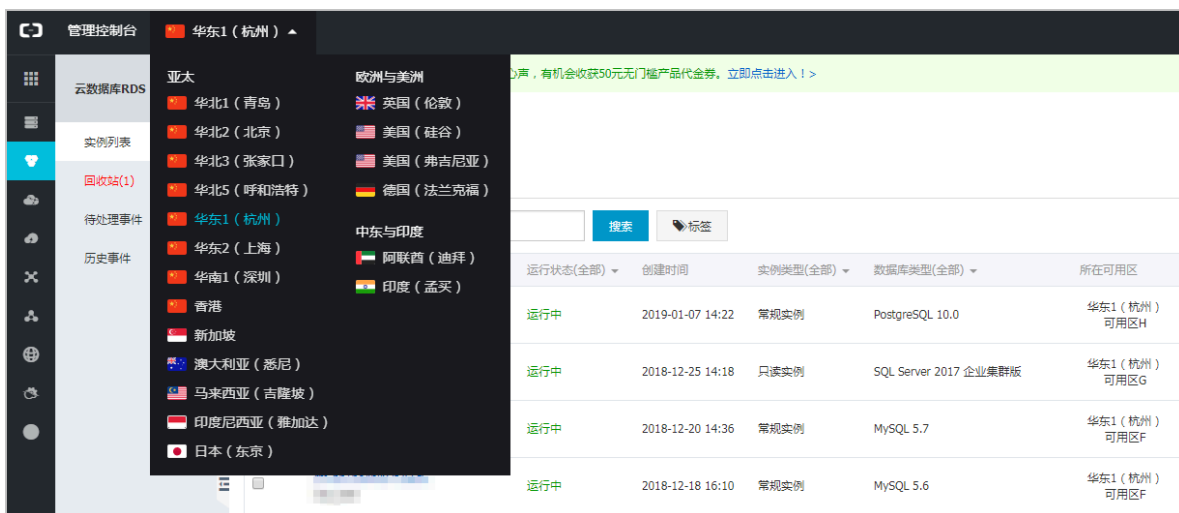 管理控制台
华东1 ( 杭州 )
云数据库RDS
实例列表
回收站(1)
待处理事件
历史事件
亚太
华北1 ( 青岛 )
华北2 ( 北京 )
华北3 ( 张家口 )
华北5 ( 呼和浩特 )
华东1 ( 杭州 )
华东2 ( 上海 )
华南1 ( 深圳 )
香港
新加坡
澳大利亚 ( 悉尼 )
马来西亚 ( 吉隆坡 )
印度尼西亚 ( 雅加达 )
日本 ( 东京 )
欧洲与美洲
英国 ( 伦敦 )
美国 ( 硅谷 )
美国 ( 弗吉尼亚 )
德国 ( 法兰克福 )
中东与印度
阿联酋 ( 迪拜 )
印度 ( 孟买 )
声，有机会收获50元无门槛产品代金券。立即点击进入！>
搜索 标签
运行状态(全部) 创建时间 实例类型(全部) 数据库类型(全部) 所在可用区
运行中 2019-01-07 14:22 常规实例 PostgreSQL 10.0 华东1 ( 杭州 )
可用区H
运行中 2018-12-25 14:18 只读实例 SQL Server 2017 企业集群版 华东1 ( 杭州 )
可用区G
运行中 2018-12-20 14:36 常规实例 MySQL 5.7 华东1 ( 杭州 )
可用区F
运行中 2018-12-18 16:10 常规实例 MySQL 5.6 华东1 ( 杭州 )
可用区F